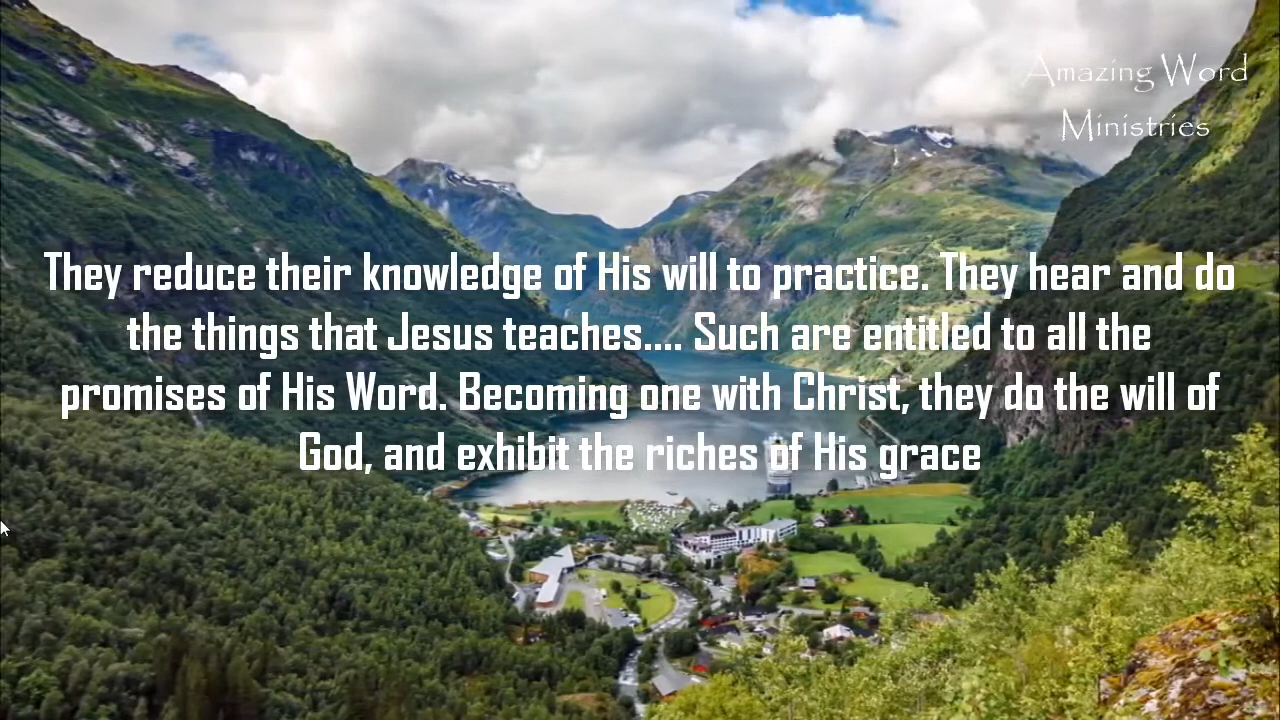 Amazing Word
Ministries
They reduce their knowledge of His will to practice. They hear and do
the things that Jesus teaches.... Such are entitled to all the
promises of His Word. Becoming one with Christ, they do the will of
God, and exhibit the riches of His grace